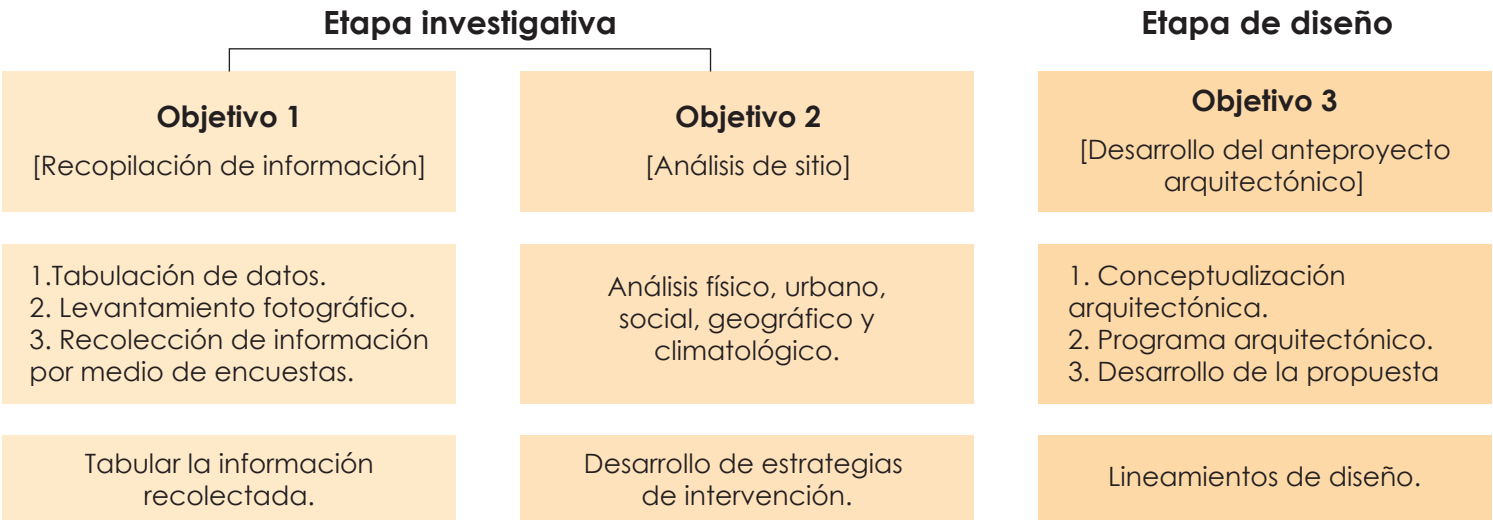 Etapa investigativa
Etapa de diseño
Objetivo 1
[Recopilación de información]
Objetivo 2
[Análisis de sitio]
Objetivo 3
[Desarrollo del anteproyecto
arquitectónico]
1.Tabulación de datos.
2. Levantamiento fotográfico.
3. Recolección de información
por medio de encuestas.
Análisis físico, urbano,
social, geográfico y
climatológico.
1. Conceptualización
arquitectónica.
2. Programa arquitectónico.
3. Desarrollo de la propuesta
Tabular la información
recolectada.
Desarrollo de estrategias
de intervención.
Lineamientos de diseño.